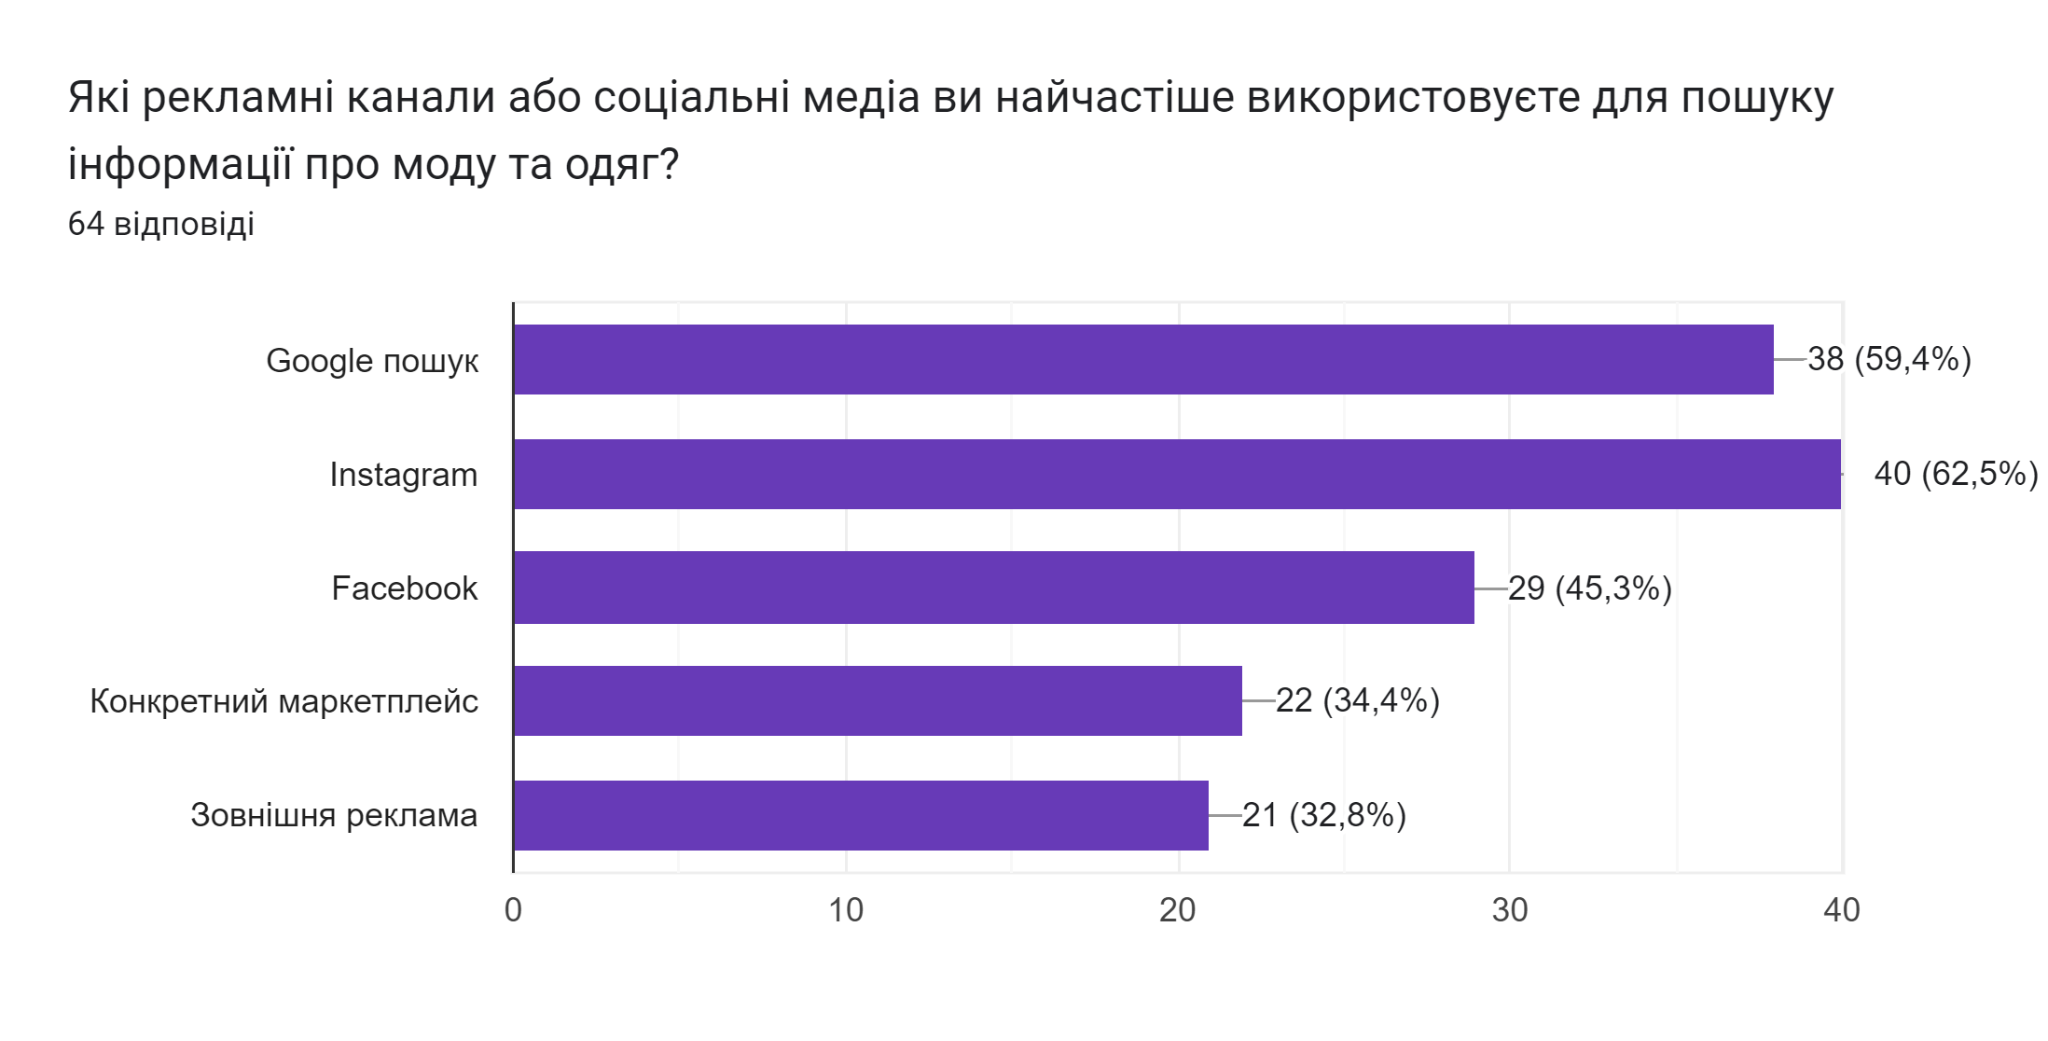 Які рекламні канали або соціальні медіа ви найчастіше використовуєте для пошуку
інформації про моду та одяг?
64 відповіді
Google пошук 38 (59,4%)
Instagram 40 (62,5%)
Facebook 29 (45,3%)
Конкретний маркетплейс 22 (34,4%)
Зовнішня реклама 21 (32,8%)
0 10 20 30 40